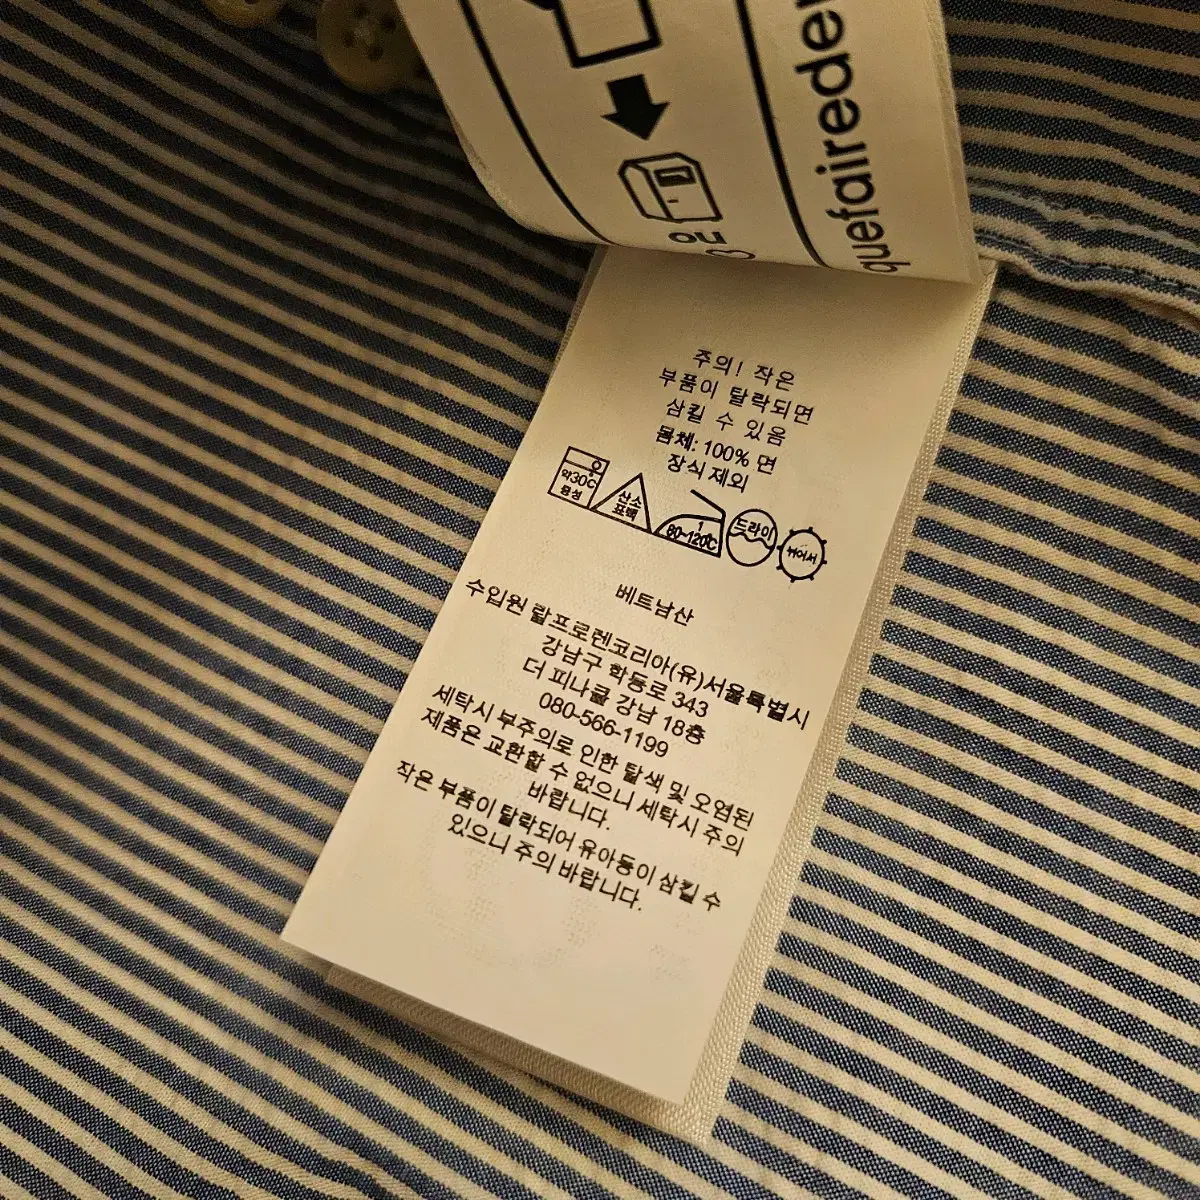 quefairedeme
ou
주의! 작은
부품이 탈락되면
삼킬 수 있음
몸체: 100% 면
장식 제외
약30℃
중성
산소
표백
1
80~120℃
드라이
뉘어서
베트남산
수입원 랄프로렌코리아(유)서울특별시
강남구 학동로 343
더 피나클 강남 18층
080-566-1199
세탁시 부주의로 인한 탈색 및 오염된
제품은 교환할 수 없으니 세탁시 주의
바랍니다.
작은 부품이 탈락되어 유아동이 삼킬 수
있으니 주의 바랍니다.